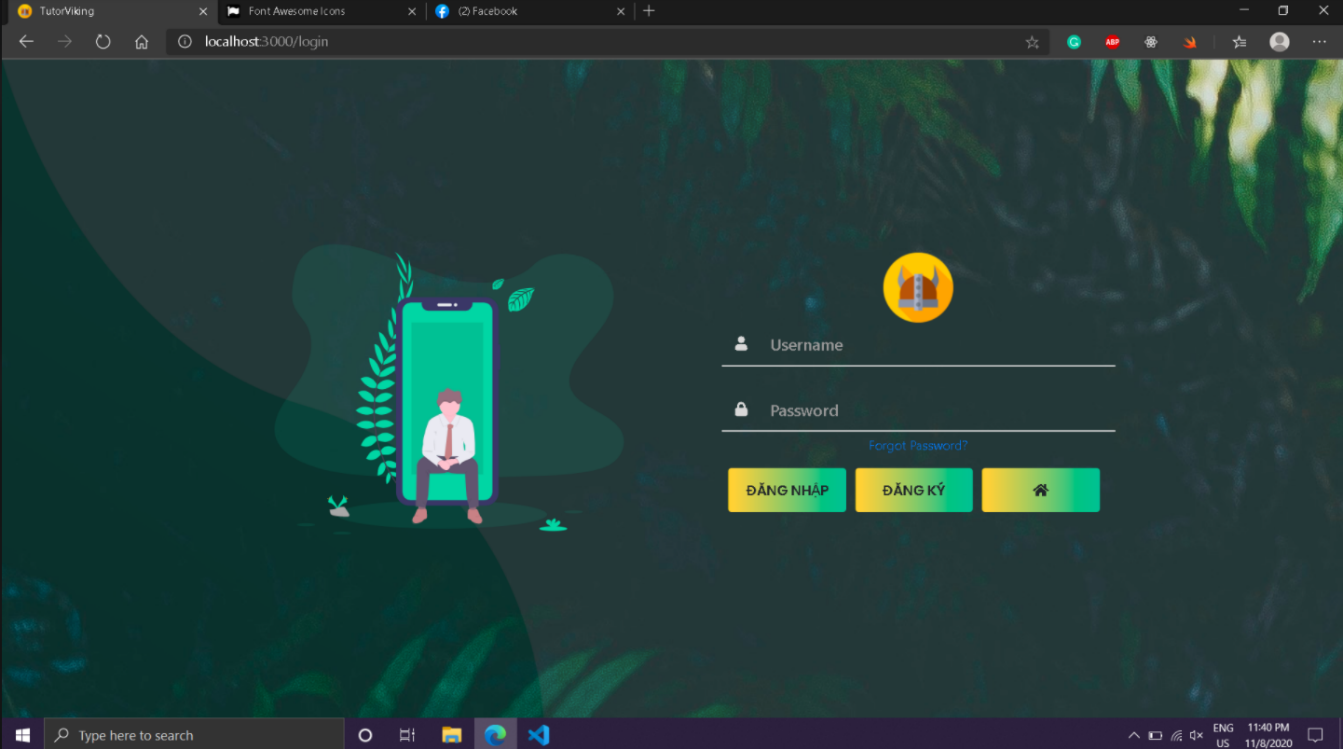 TutorViking
Font Awesome Icons
(2) Facebook
localhost:3000/login
ABP
Username
Password
Forgot Password?
ĐĂNG NHẬP
ĐĂNG KÝ
Type here to search
ENG
US
11:40 PM
11/8/2020